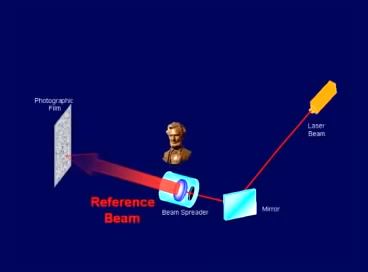 Photographic
Film
Laser
Beam
Reference
Beam
Beam Spreader
Mirror